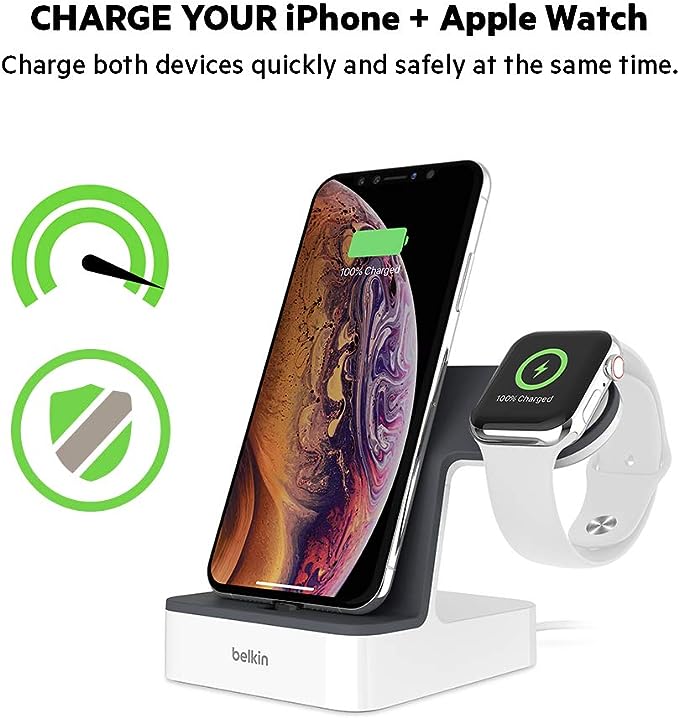 CHARGE YOUR iPhone + Apple Watch
Charge both devices quickly and safely at the same time.
100% Charged
100% Charged
belkin